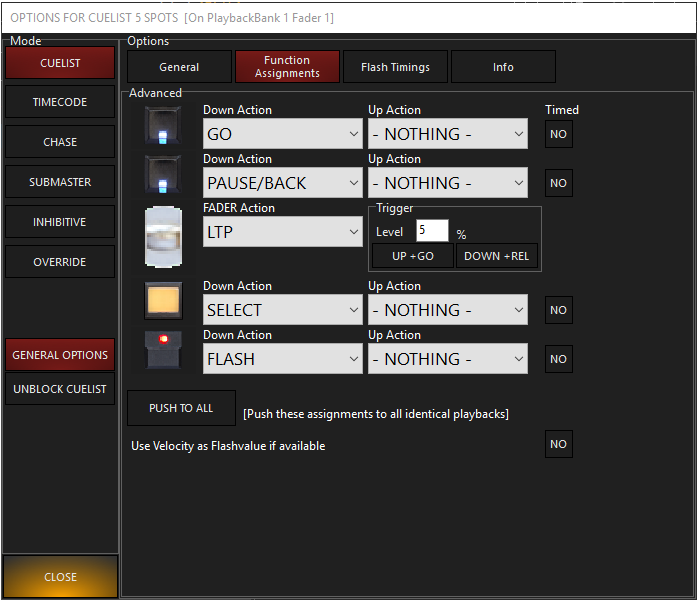 OPTIONS FOR CUELIST 5 SPOTS [On PlaybackBank 1 Fader 1]
Mode
CUELIST
TIMECODE
CHASE
SUBMASTER
INHIBITIVE
OVERRIDE
GENERAL OPTIONS
UNBLOCK CUELIST
CLOSE
Options
General
Function
Assignments
Flash Timings
Info
Advanced
Down Action Up Action Timed
GO - NOTHING - NO
Down Action Up Action
PAUSE/BACK - NOTHING - NO
FADER Action Trigger
LTP Level 5 %
UP +GO DOWN +REL
Down Action Up Action
SELECT - NOTHING - NO
Down Action Up Action
FLASH - NOTHING - NO
PUSH TO ALL [Push these assignments to all identical playbacks]
Use Velocity as Flashvalue if available NO